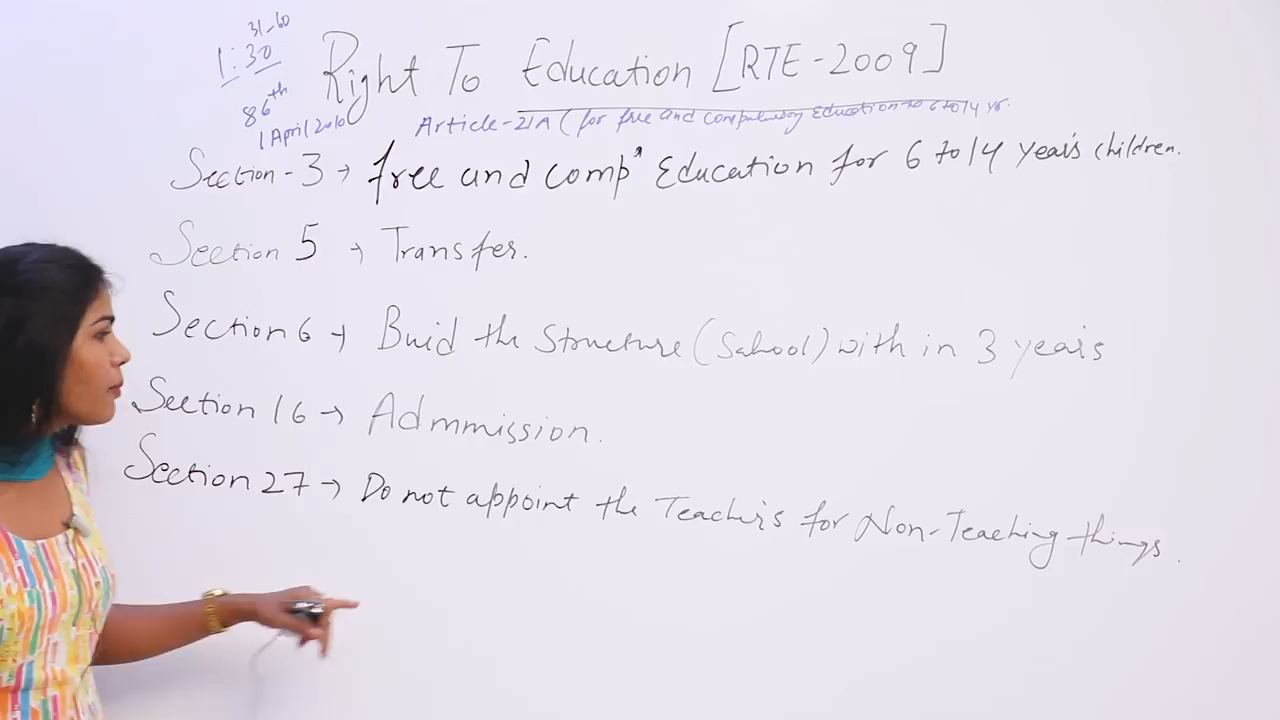 31-60
1:30
Right To Education [RTE-2009]
86th
1 April 2010
Article-21A (for free and compulsory Education to 6 to 14 yr.
Section-3 → free and comp" Education for 6 to 14 year's children.
Section 5 → Transfer.
Section 6 → Buid the Structure (School) with in 3 years
Section 16 → Admmission.
Section 27 → Do not appoint the Teachers for Non-Teaching things.